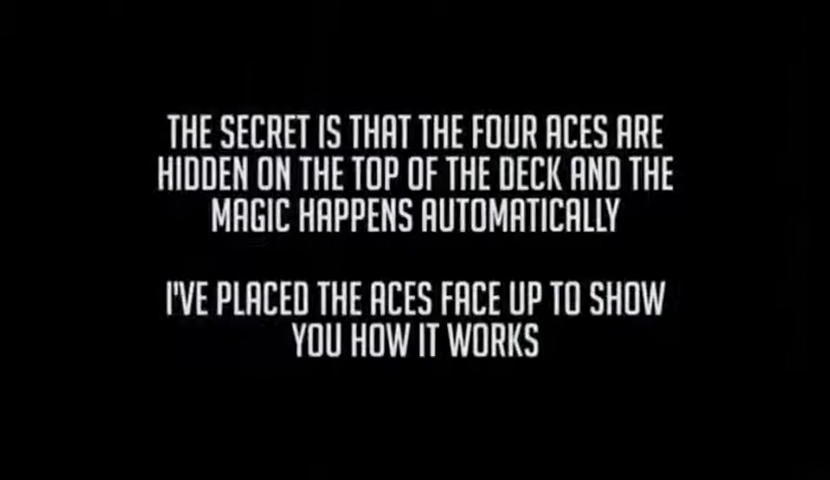 THE SECRET IS THAT THE FOUR ACES ARE
HIDDEN ON THE TOP OF THE DECK AND THE
MAGIC HAPPENS AUTOMATICALLY
I'VE PLACED THE ACES FACE UP TO SHOW
YOU HOW IT WORKS